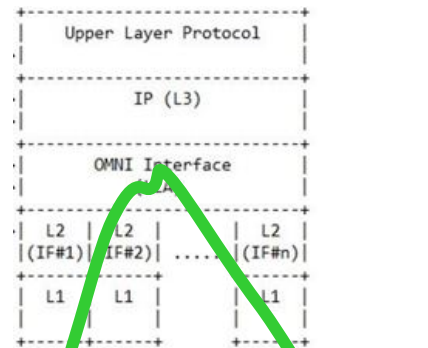 Upper Layer Protocol
IP (L3)
OMNI Interface
L2 L2 L2
(IF#1) IF#2) ..... (IF#n)
L1 L1 L1